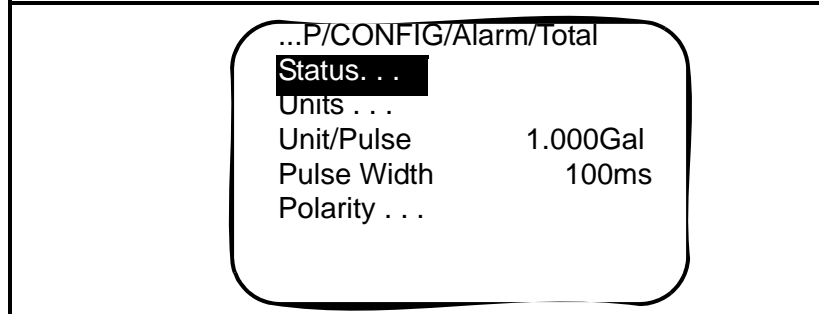 ...P/CONFIG/Alarm/Total
Status. . .
Units . . .
Unit/Pulse 1.000Gal
Pulse Width 100ms
Polarity . . .